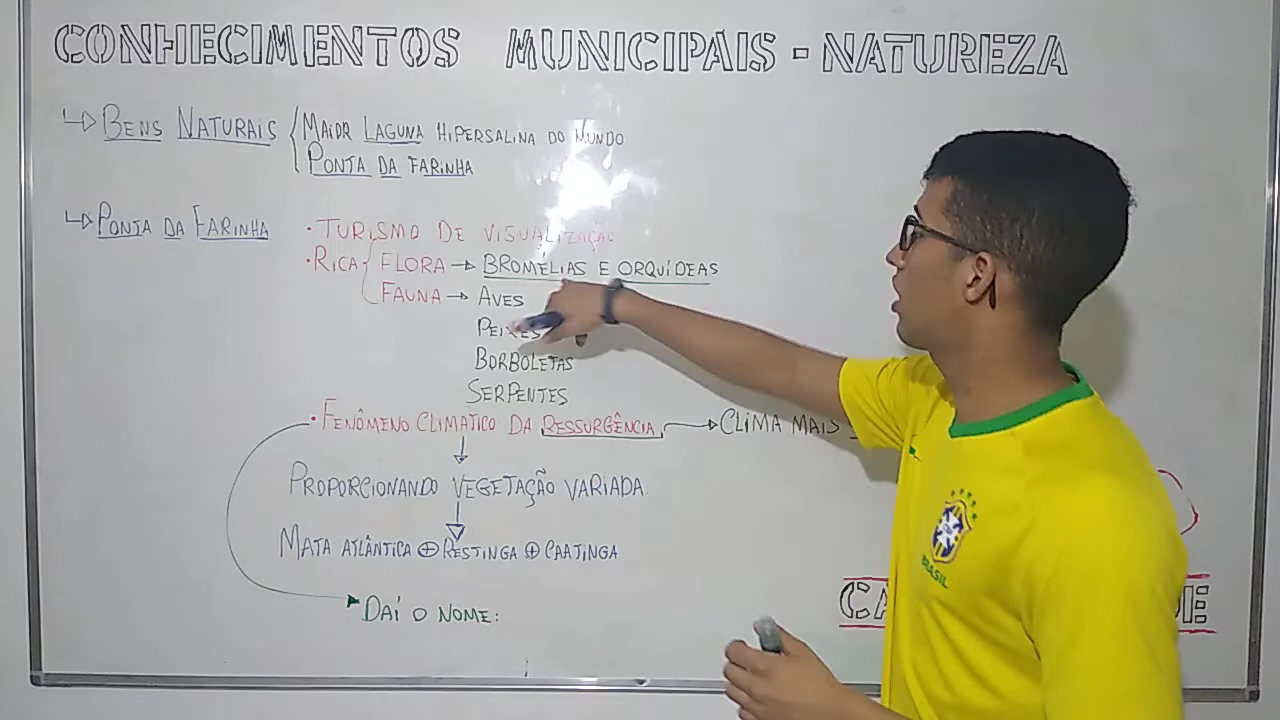 CONHECIMENTOS MUNICIPAIS - NATUREZA
↳ BENS NATURAIS { MAIOR LAGUNA HIPERSALINA DO MUNDO
PONTA DA FARINHA
↳ PONTA DA FARINHA • TURISMO DE VISUALIZAÇÃO
• RICA { FLORA → BROMÉLIAS E ORQUÍDEAS
FAUNA → AVES
PEIXES
BORBOLETAS
SERPENTES
• FENÔMENO CLIMÁTICO DA RESSURGÊNCIA → CLIMA MAIS
PROPORCIONANDO VEGETAÇÃO VARIADA
MATA ATLÂNTICA ⊕ RESTINGA ⊕ CAATINGA
DAÍ O NOME:
BRASIL